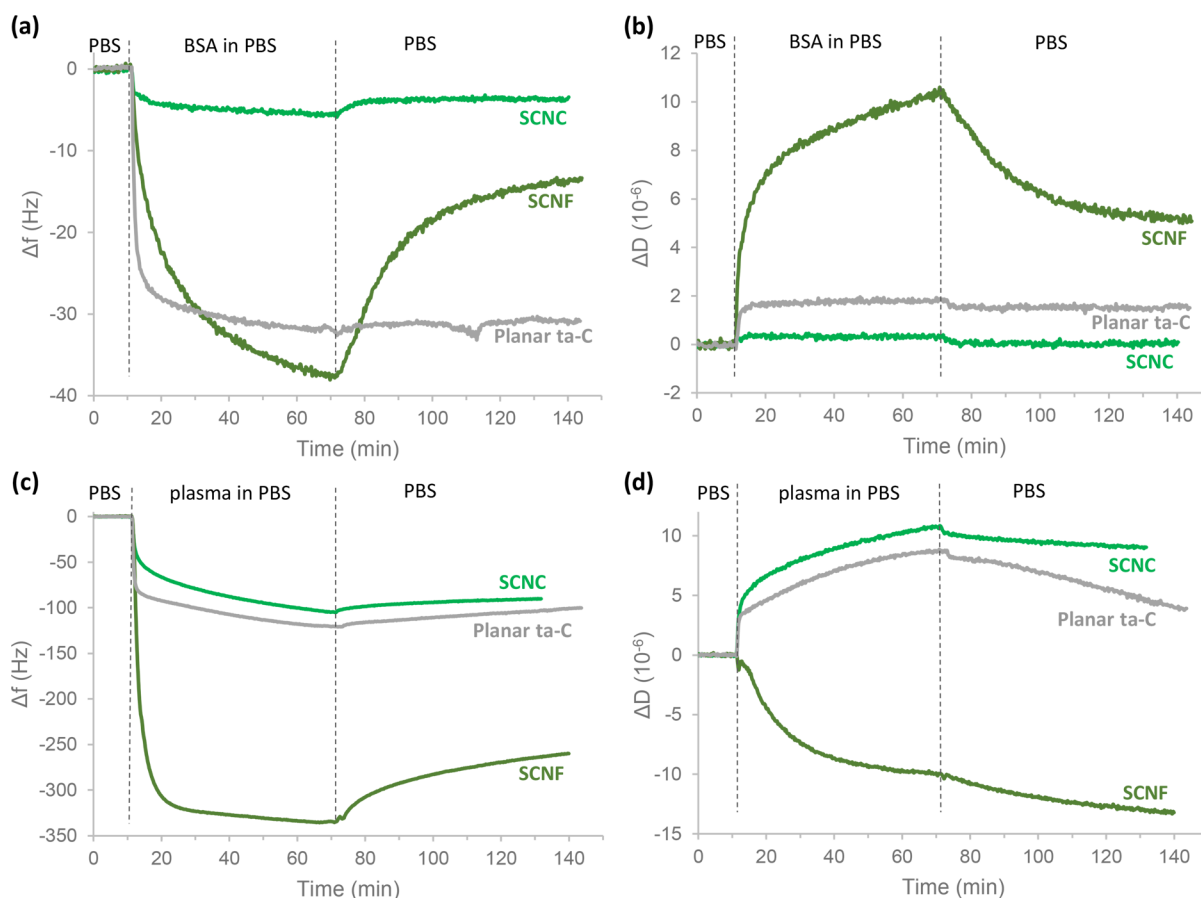 (a)
PBS BSA in PBS PBS
0
-10
-20
-30
-40
Δf (Hz)
SCNC
SCNF
Planar ta-C
0 20 40 60 80 100 120 140
Time (min)
(b)
PBS BSA in PBS PBS
12
10
8
6
4
2
0
-2
ΔD (10-6)
SCNF
Planar ta-C
SCNC
0 20 40 60 80 100 120 140
Time (min)
(c)
PBS plasma in PBS PBS
0
-50
-100
-150
-200
-250
-300
-350
Δf (Hz)
SCNC
Planar ta-C
SCNF
0 20 40 60 80 100 120 140
Time (min)
(d)
PBS plasma in PBS PBS
10
5
0
-5
-10
-15
ΔD (10-6)
SCNC
Planar ta-C
SCNF
0 20 40 60 80 100 120 140
Time (min)